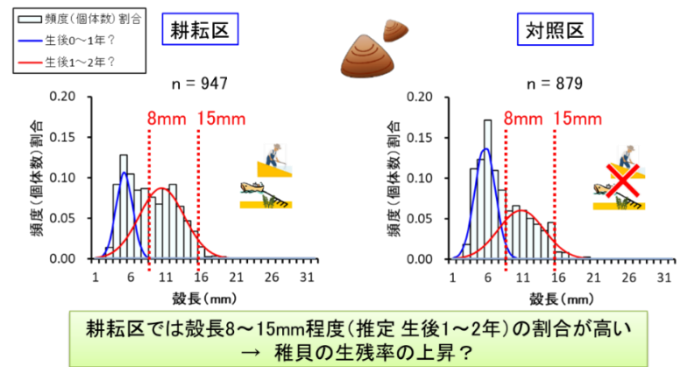 頻度(個体数)割合
生後0～1年?
生後1～2年?
耕耘区
n = 947
8mm 15mm
頻度(個体数)割合
0.20
0.15
0.10
0.05
0.00
1 6 11 16 21 26 31
殻長(mm)
対照区
n = 879
8mm 15mm
頻度(個体数)割合
0.20
0.15
0.10
0.05
0.00
1 6 11 16 21 26 31
殻長(mm)
耕耘区では殻長8～15mm程度(推定 生後1～2年)の割合が高い
→ 稚貝の生残率の上昇?